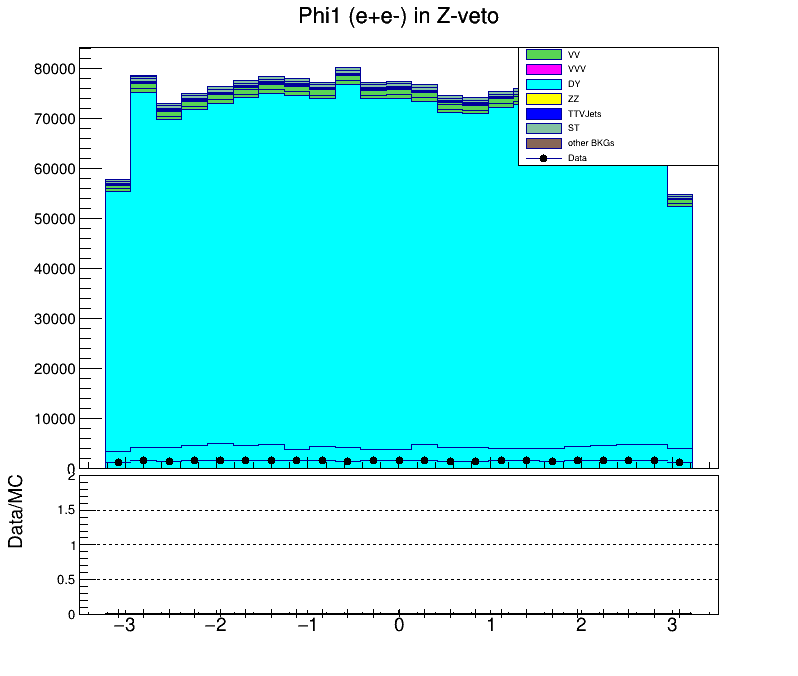 Phi1 (e+e-) in Z-veto
80000
70000
60000
50000
40000
30000
20000
10000
0
VV
VVV
DY
ZZ
TTVJets
ST
other BKGs
Data
Data/MC
2
1.5
1
0.5
0
−3 −2 −1 0 1 2 3